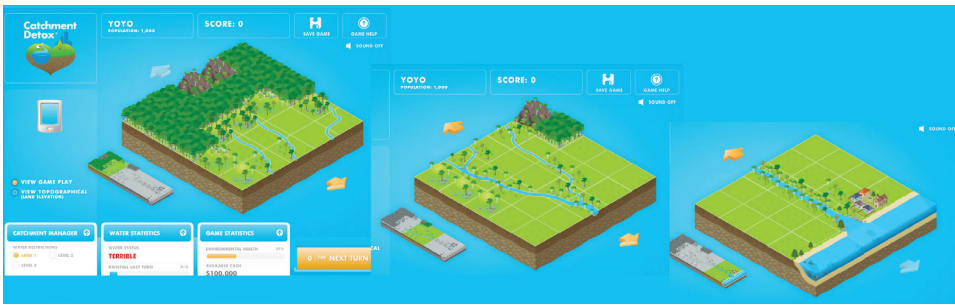 Catchment
Detox
YOYO
POPULATION: 1,000
SCORE: 0
SAVE GAME
GAME HELP
SOUND OFF
VIEW GAME PLAY
VIEW TOPOGRAPHICAL
(LAND ELEVATION)
CATCHMENT MANAGER
WATER RESTRICTIONS
LEVEL 1
LEVEL 2
LEVEL 3
WATER STATISTICS
WATER STATUS
TERRIBLE
RAINFALL LAST TURN
GAME STATISTICS
ENVIRONMENTAL HEALTH
AVAILABLE CASH
$100,000
NEXT TURN
YOYO
POPULATION: 1,000
SCORE: 0
SAVE GAME
GAME HELP
SOUND OFF
SOUND OFF